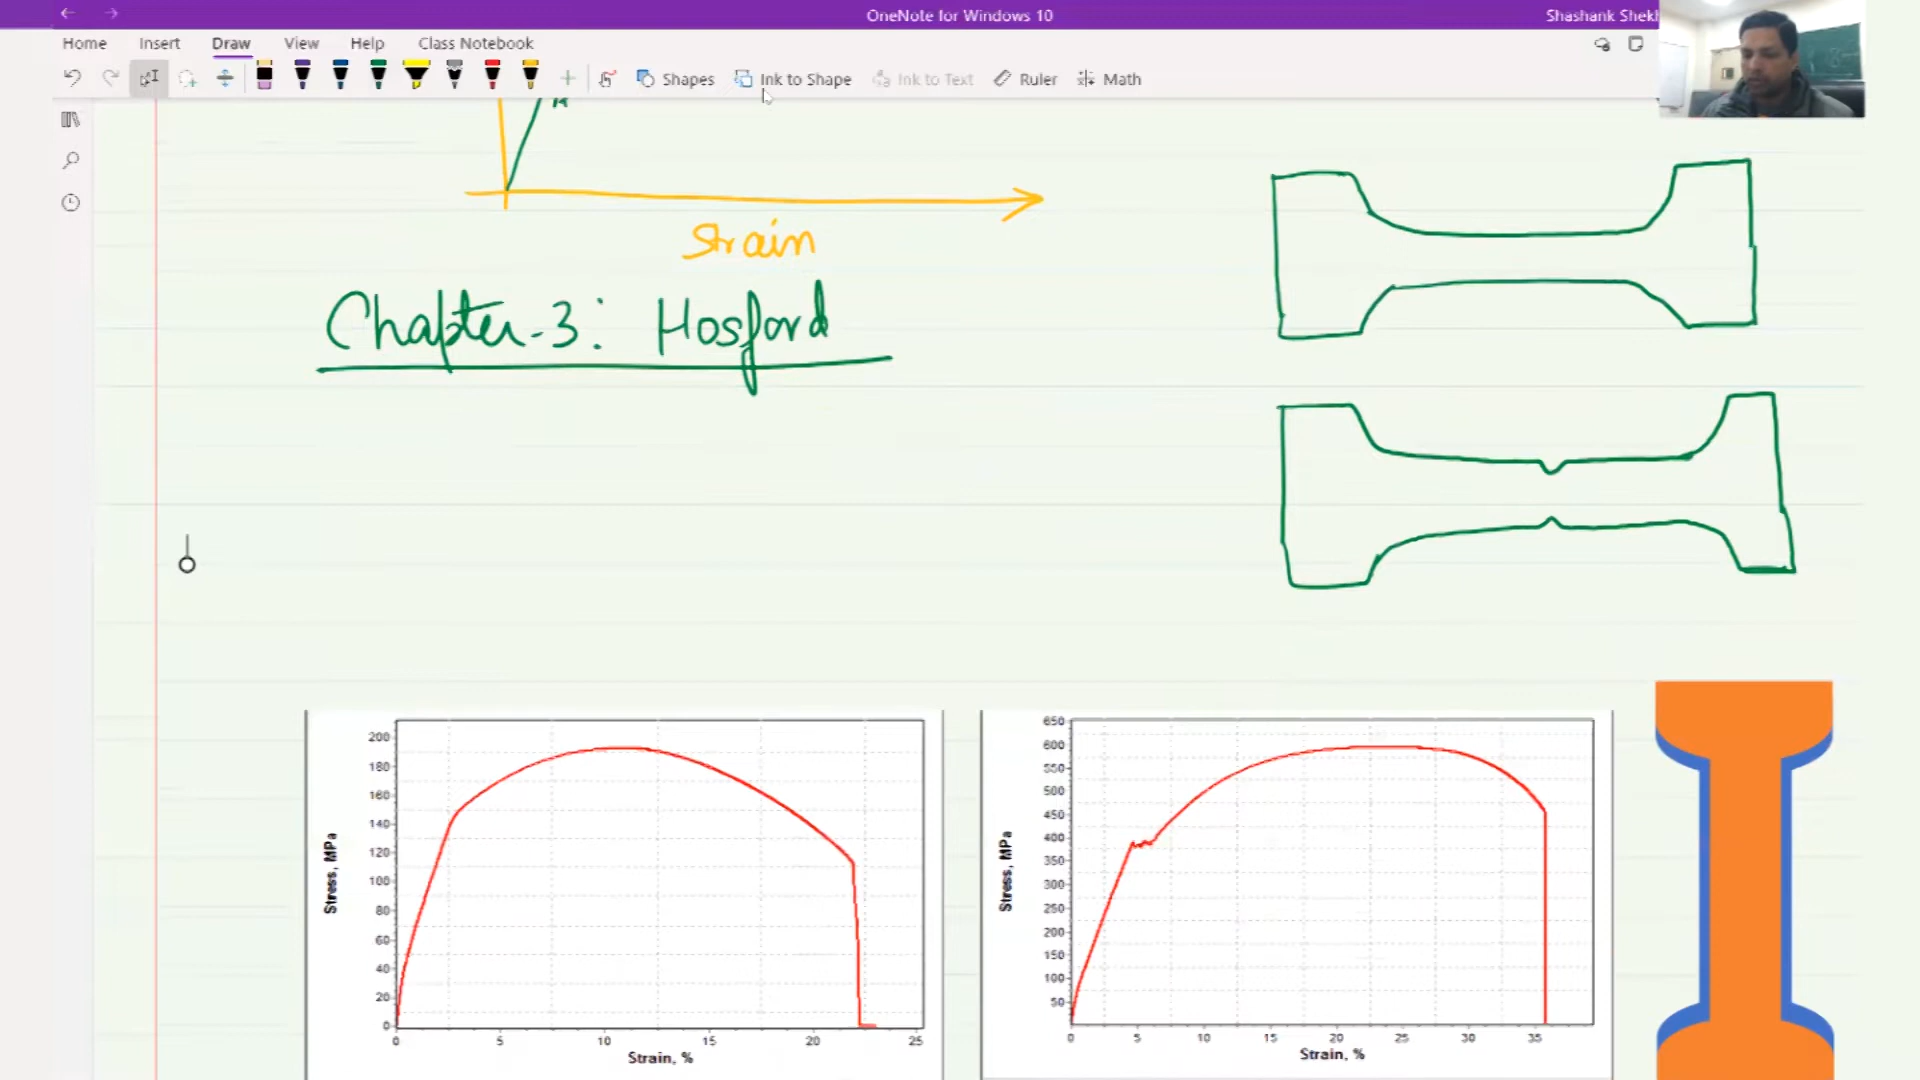 OneNote for Windows 10
Shashank Shekh
Home Insert Draw View Help Class Notebook
Shapes Ink to Shape Ink to Text Ruler Math
A
Strain
Chapter-3: Hosford
200
180
160
140
120
100
80
60
40
20
0
Stress, MPa
0 5 10 15 20 25
Strain, %
650
600
550
500
450
400
350
300
250
200
150
100
50
Stress, MPa
0 5 10 15 20 25 30 35
Strain, %